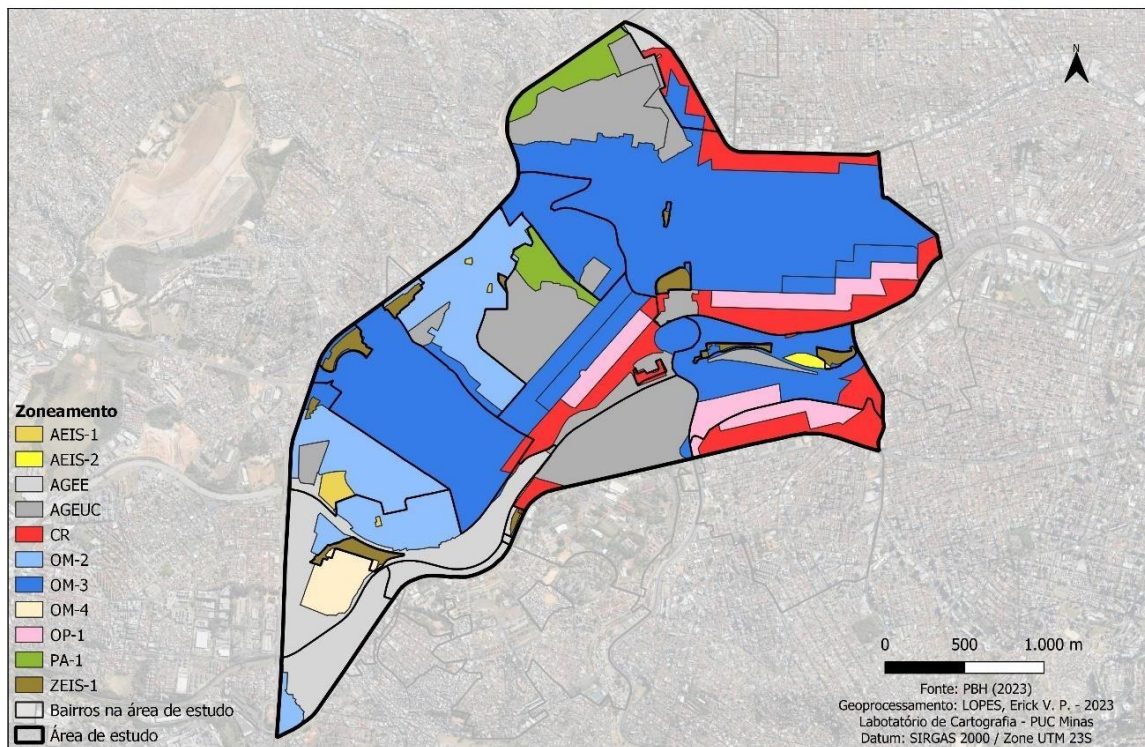 N
Zoneamento
AEIS-1
AEIS-2
AGEE
AGEUC
CR
OM-2
OM-3
OM-4
OP-1
PA-1
ZEIS-1
Bairros na área de estudo
Área de estudo
0 500 1.000 m
Fonte: PBH (2023)
Geoprocessamento: LOPES, Erick V. P. - 2023
Labotatório de Cartografia - PUC Minas
Datum: SIRGAS 2000 / Zone UTM 23S